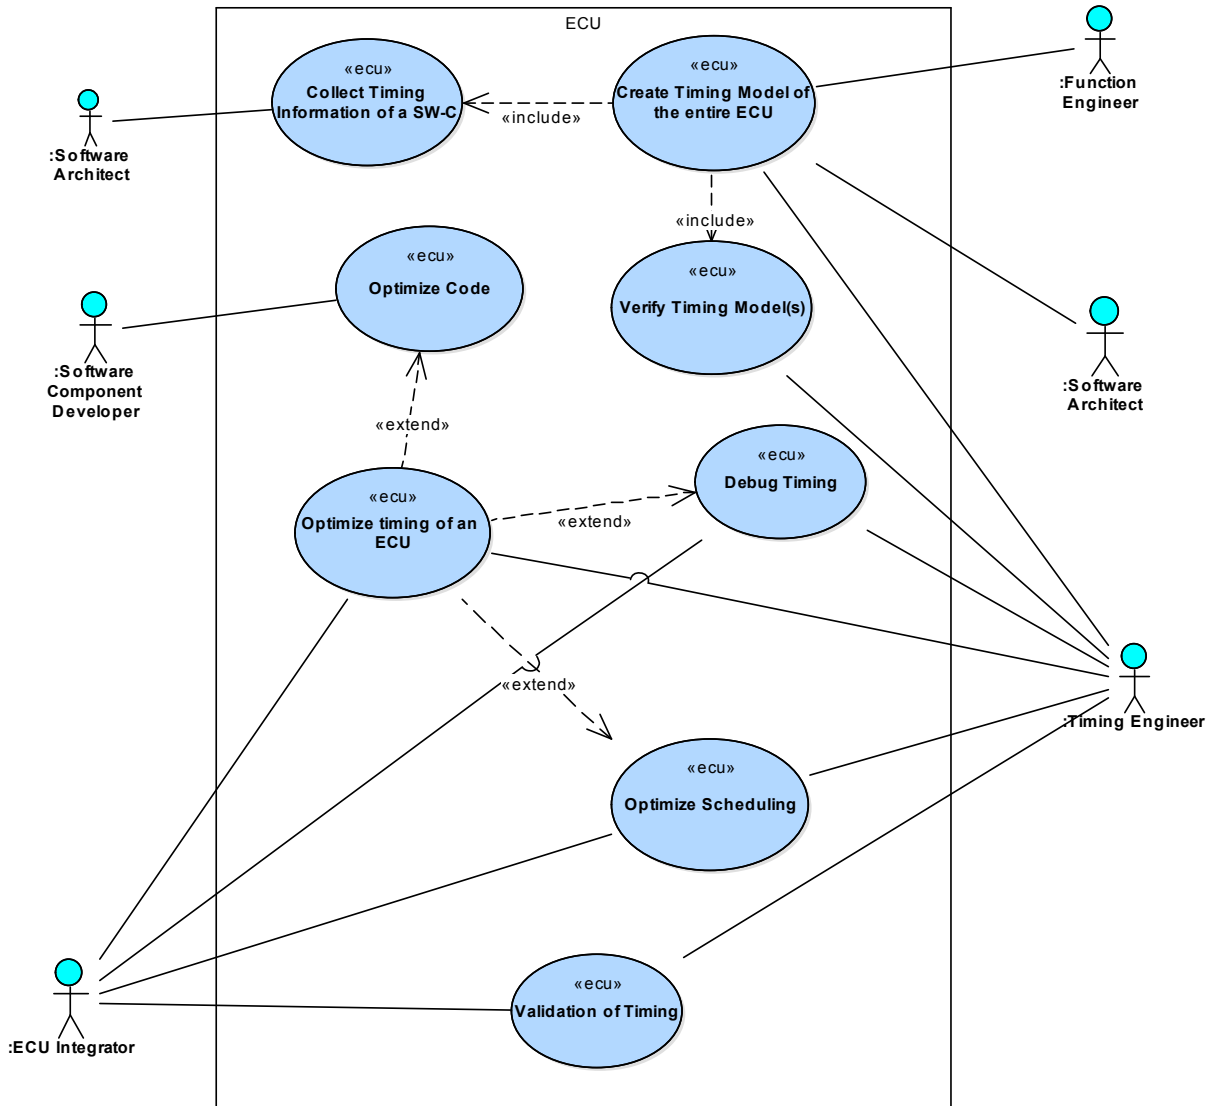 ECU
«ecu»
Collect Timing
Information of a SW-C
«ecu»
Create Timing Model of
the entire ECU
:Function
Engineer
«include»
:Software
Architect
«include»
«ecu»
Optimize Code
«ecu»
Verify Timing Model(s)
:Software
Component
Developer
:Software
Architect
«extend»
«ecu»
Debug Timing
«ecu»
Optimize timing of an
ECU
«extend»
«extend»
:Timing Engineer
«ecu»
Optimize Scheduling
«ecu»
Validation of Timing
:ECU Integrator